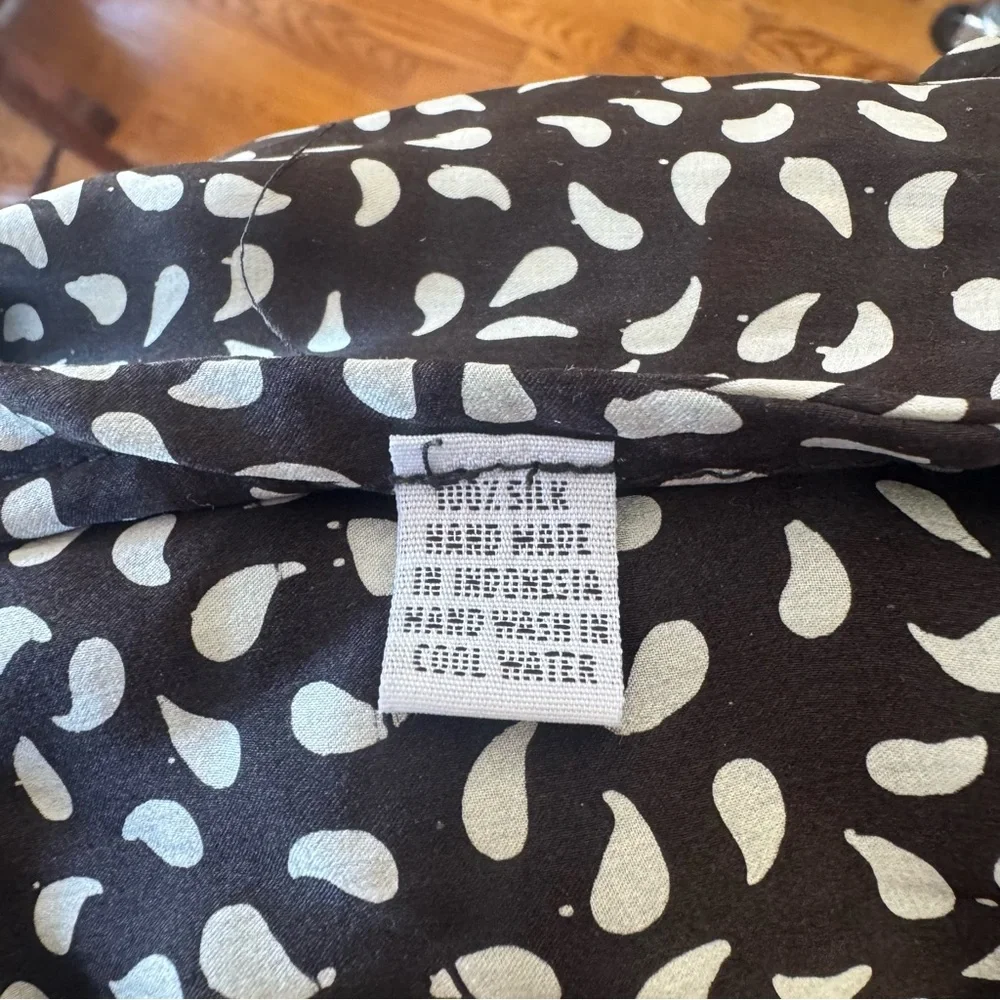 100% SILK
HAND MADE
IN INDONESIA
HAND WASH IN
COOL WATER